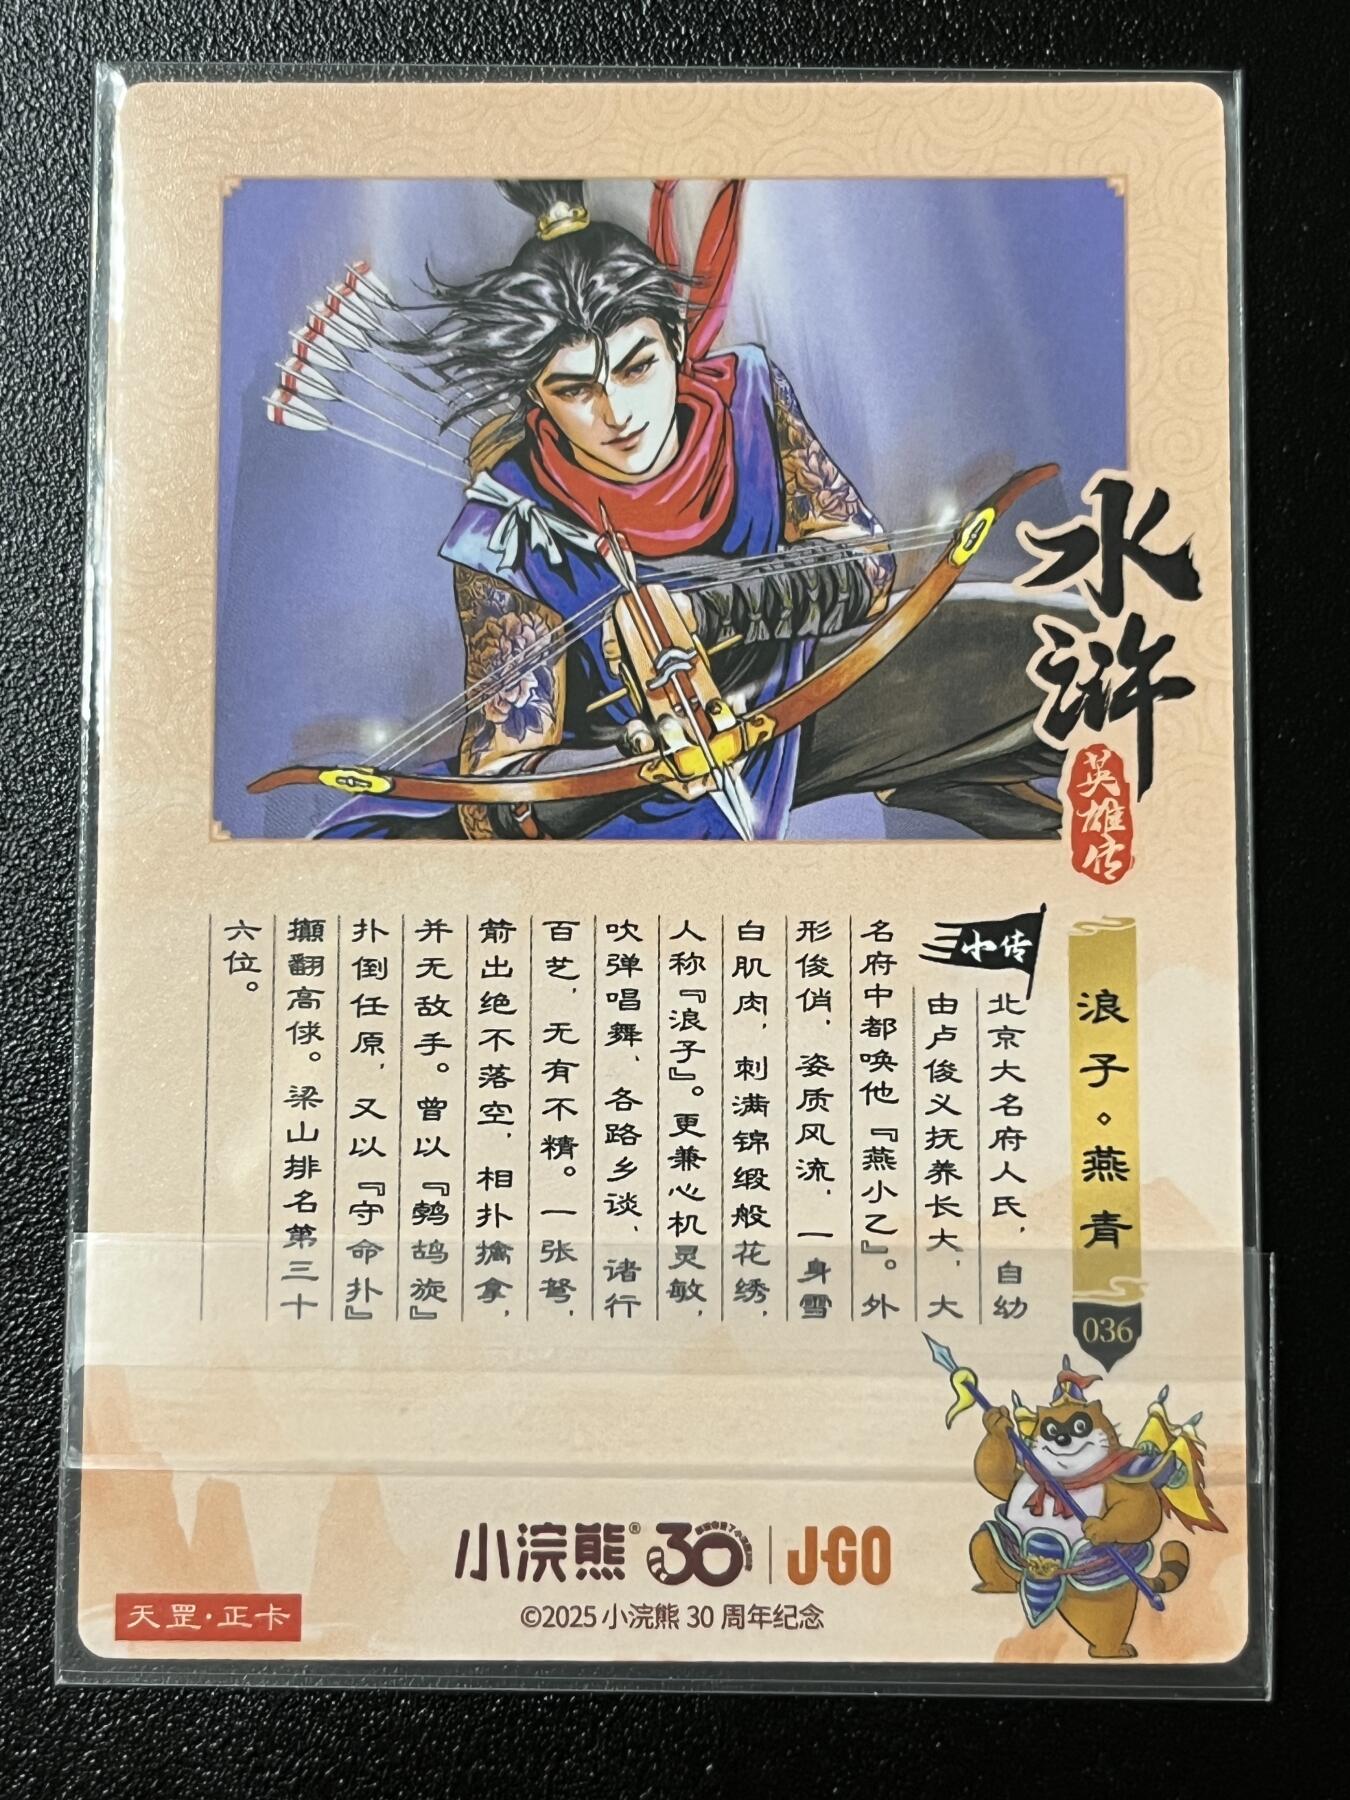 水浒
英雄传
浪子。燕青
036
小传
北京大名府人氏，自幼
由卢俊义抚养长大，大
名府中都唤他『燕小乙』。外
形俊俏，姿质风流，一身雪
白肌肉，刺满锦缎般花绣，
人称『浪子』。更兼心机灵敏，
吹弹唱舞、各路乡谈、诸行
百艺，无有不精。一张弩，
箭出绝不落空，相扑擒拿，
并无敌手。曾以『鹁鸪旋』
扑倒任原，又以『守命扑』
攧翻高俅。梁山排名第三十
六位。
小浣熊® 30 | J·GO
©2025 小浣熊 30 周年纪念
天罡·正卡